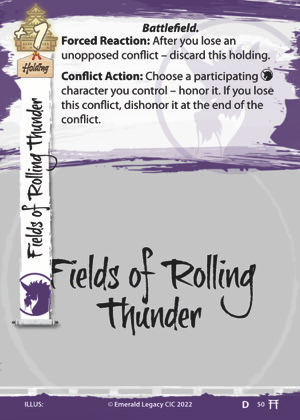 +1
Holding
Battlefield.
Forced Reaction: After you lose an
unopposed conflict – discard this holding.
Conflict Action: Choose a participating
character you control – honor it. If you lose
this conflict, dishonor it at the end of the
conflict.
Fields of Rolling Thunder
Fields of Rolling
Thunder
ILLUS:
© Emerald Legacy CIC 2022
D
50